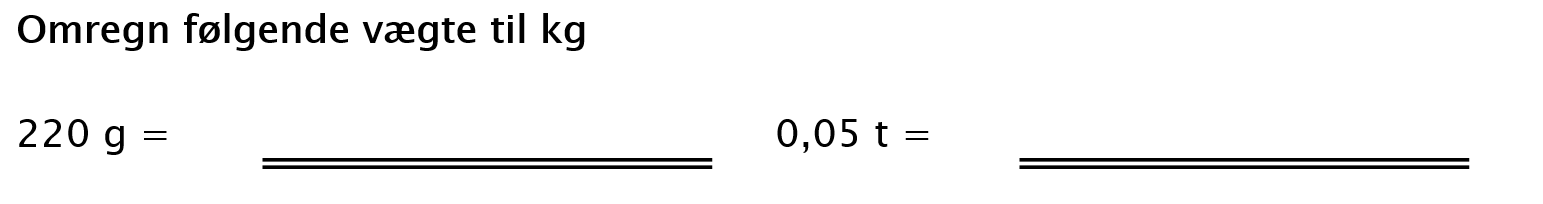 Omregn følgende vægte til kg
220 g = 0,05 t =